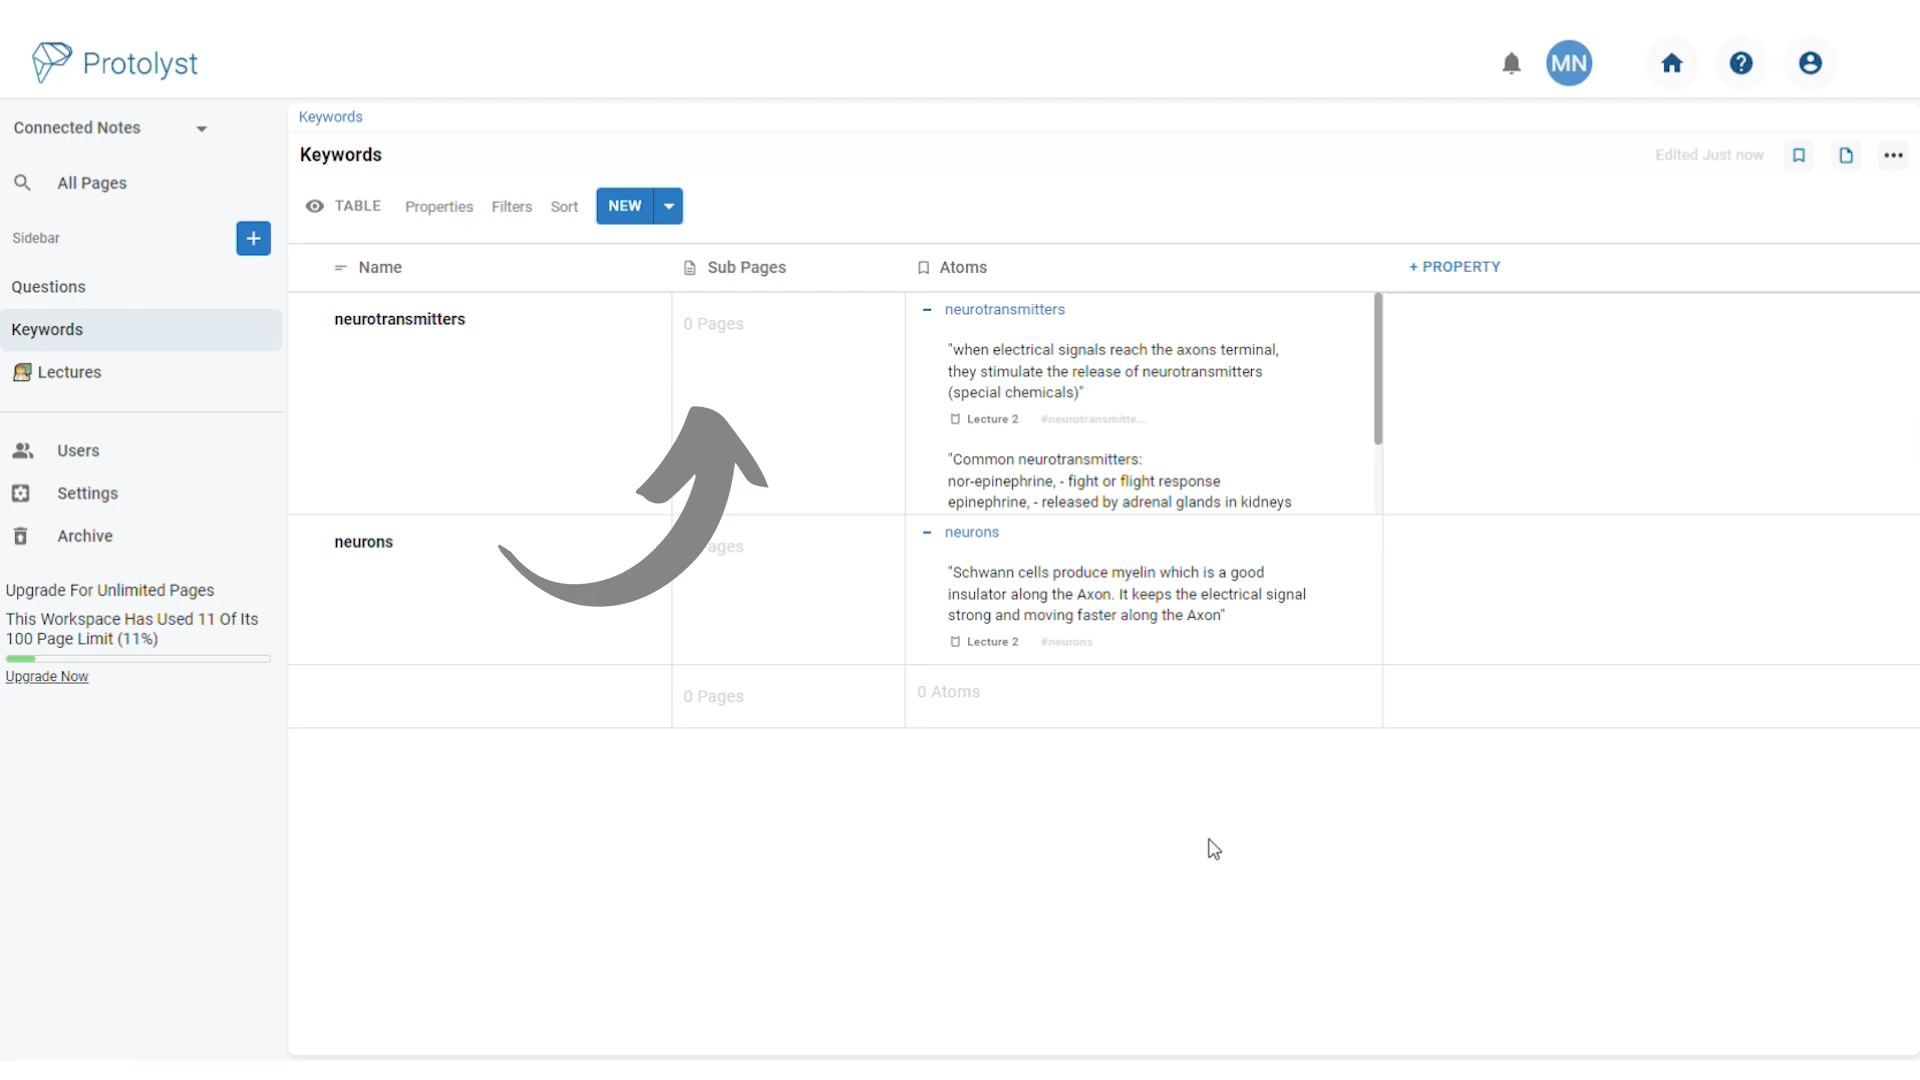 Protolyst
MN
Connected Notes
All Pages
Sidebar
+
Questions
Keywords
Lectures
Users
Settings
Archive
Upgrade For Unlimited Pages
This Workspace Has Used 11 Of Its
100 Page Limit (11%)
Upgrade Now
Keywords
Keywords
Edited Just now
TABLE Properties Filters Sort NEW
Name Sub Pages Atoms + PROPERTY
neurotransmitters
0 Pages
neurotransmitters
"when electrical signals reach the axons terminal,
they stimulate the release of neurotransmitters
(special chemicals)"
Lecture 2 #neurotransmitte...
"Common neurotransmitters:
nor-epinephrine, - fight or flight response
epinephrine, - released by adrenal glands in kidneys
neurons
ages
neurons
"Schwann cells produce myelin which is a good
insulator along the Axon. It keeps the electrical signal
strong and moving faster along the Axon"
Lecture 2 #neurons
0 Pages
0 Atoms